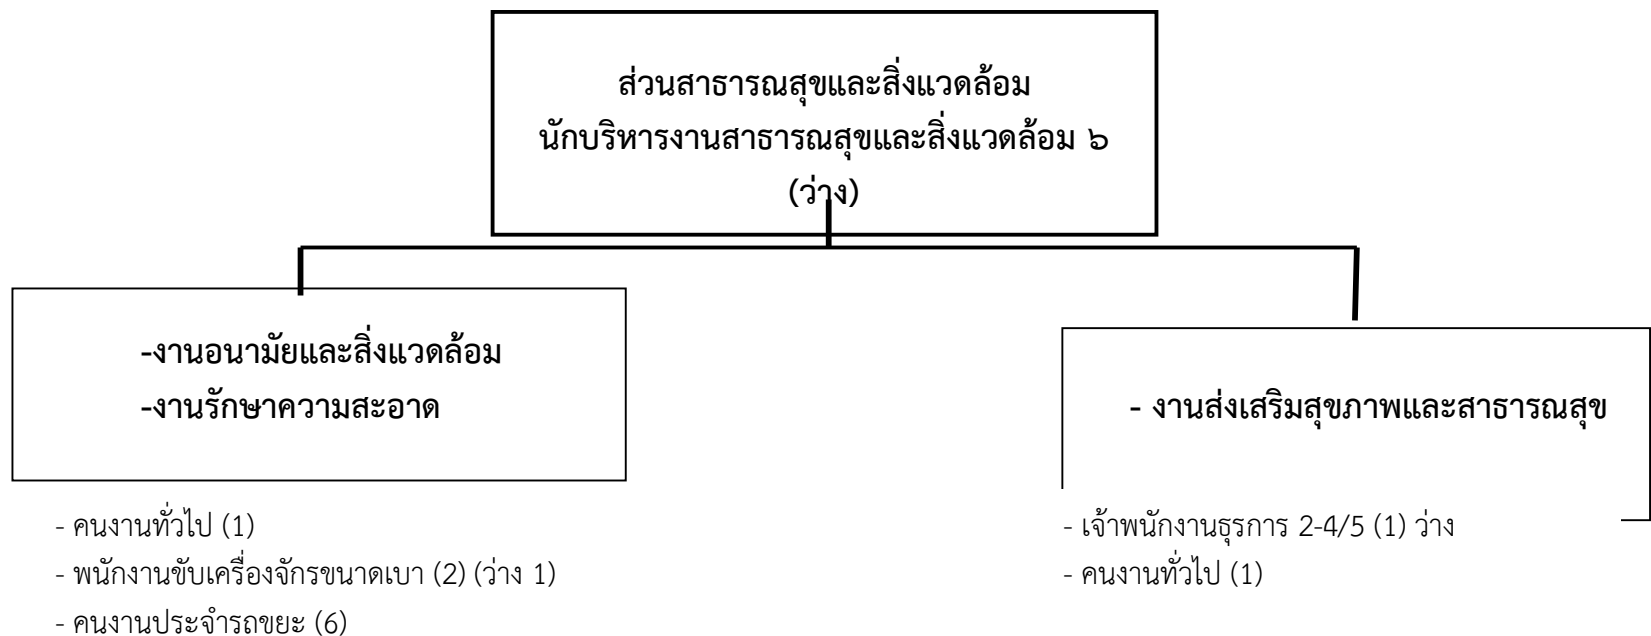 ส่วนสาธารณสุขและสิ่งแวดล้อม
นักบริหารงานสาธารณสุขและสิ่งแวดล้อม ๖
(ว่าง)
-งานอนามัยและสิ่งแวดล้อม
-งานรักษาความสะอาด
- งานส่งเสริมสุขภาพและสาธารณสุข
- คนงานทั่วไป (1)
- พนักงานขับเครื่องจักรขนาดเบา (2) (ว่าง 1)
- คนงานประจำรถขยะ (6)
- เจ้าพนักงานธุรการ 2-4/5 (1) ว่าง
- คนงานทั่วไป (1)